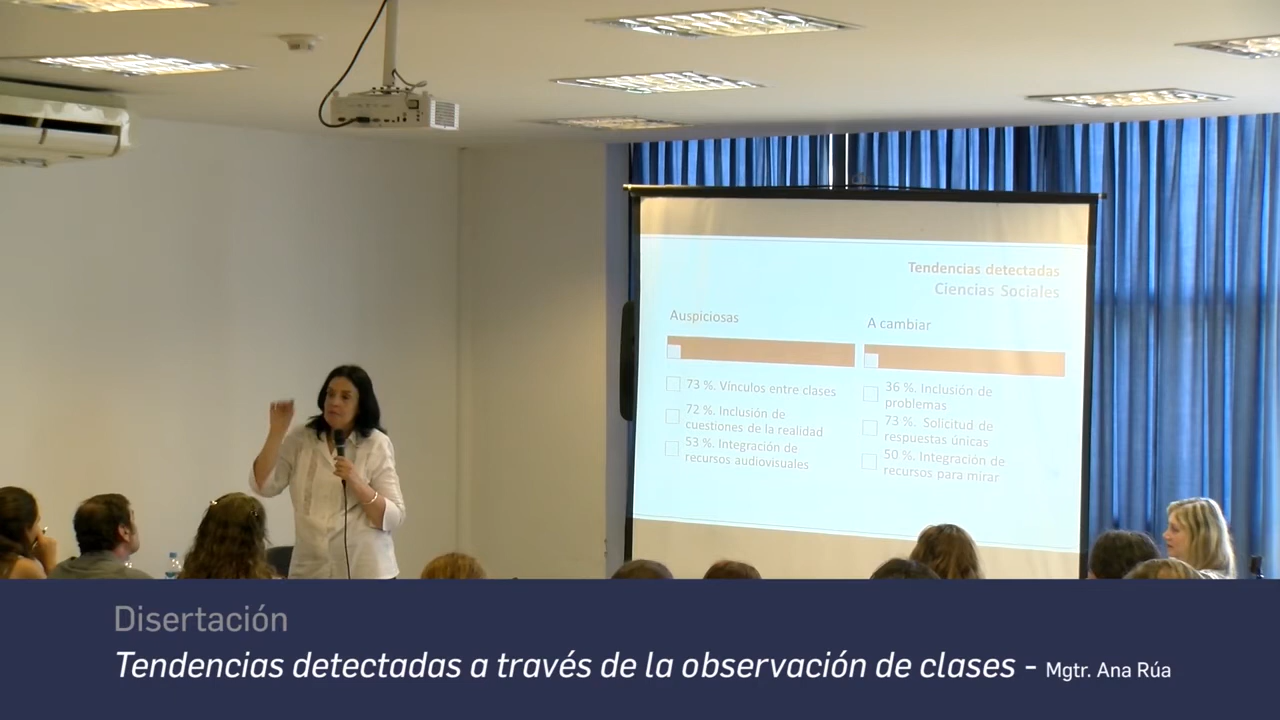 Tendencias detectadas
Ciencias Sociales
Auspiciosas
73 %. Vínculos entre clases
72 %. Inclusión de
cuestiones de la realidad
53 %. Integración de
recursos audiovisuales
A cambiar
36 %. Inclusión de
problemas
73 %. Solicitud de
respuestas únicas
50 %. Integración de
recursos para mirar
Disertación
Tendencias detectadas a través de la observación de clases - Mgtr. Ana Rúa